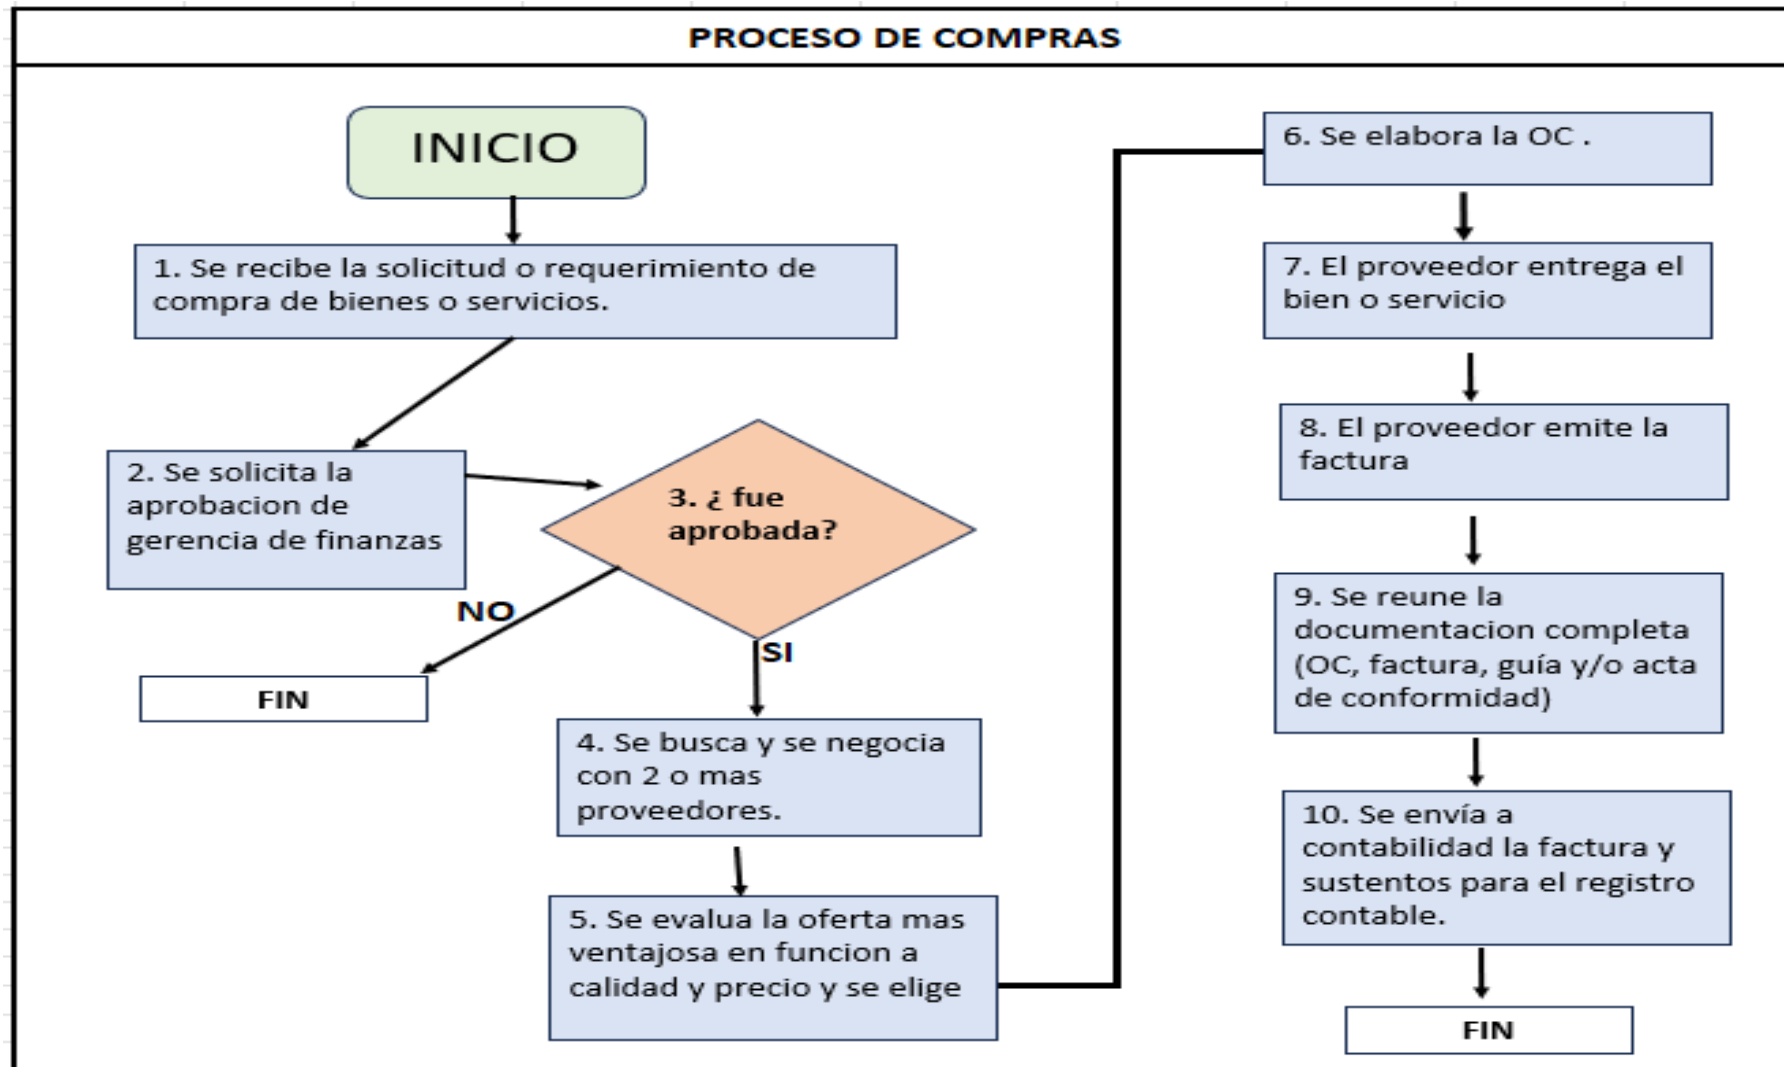 PROCESO DE COMPRAS
INICIO
1. Se recibe la solicitud o requerimiento de
compra de bienes o servicios.
2. Se solicita la
aprobacion de
gerencia de finanzas
3. ¿ fue
aprobada?
NO
SI
FIN
4. Se busca y se negocia
con 2 o mas
proveedores.
5. Se evalua la oferta mas
ventajosa en funcion a
calidad y precio y se elige
6. Se elabora la OC .
7. El proveedor entrega el
bien o servicio
8. El proveedor emite la
factura
9. Se reune la
documentacion completa
(OC, factura, guía y/o acta
de conformidad)
10. Se envía a
contabilidad la factura y
sustentos para el registro
contable.
FIN